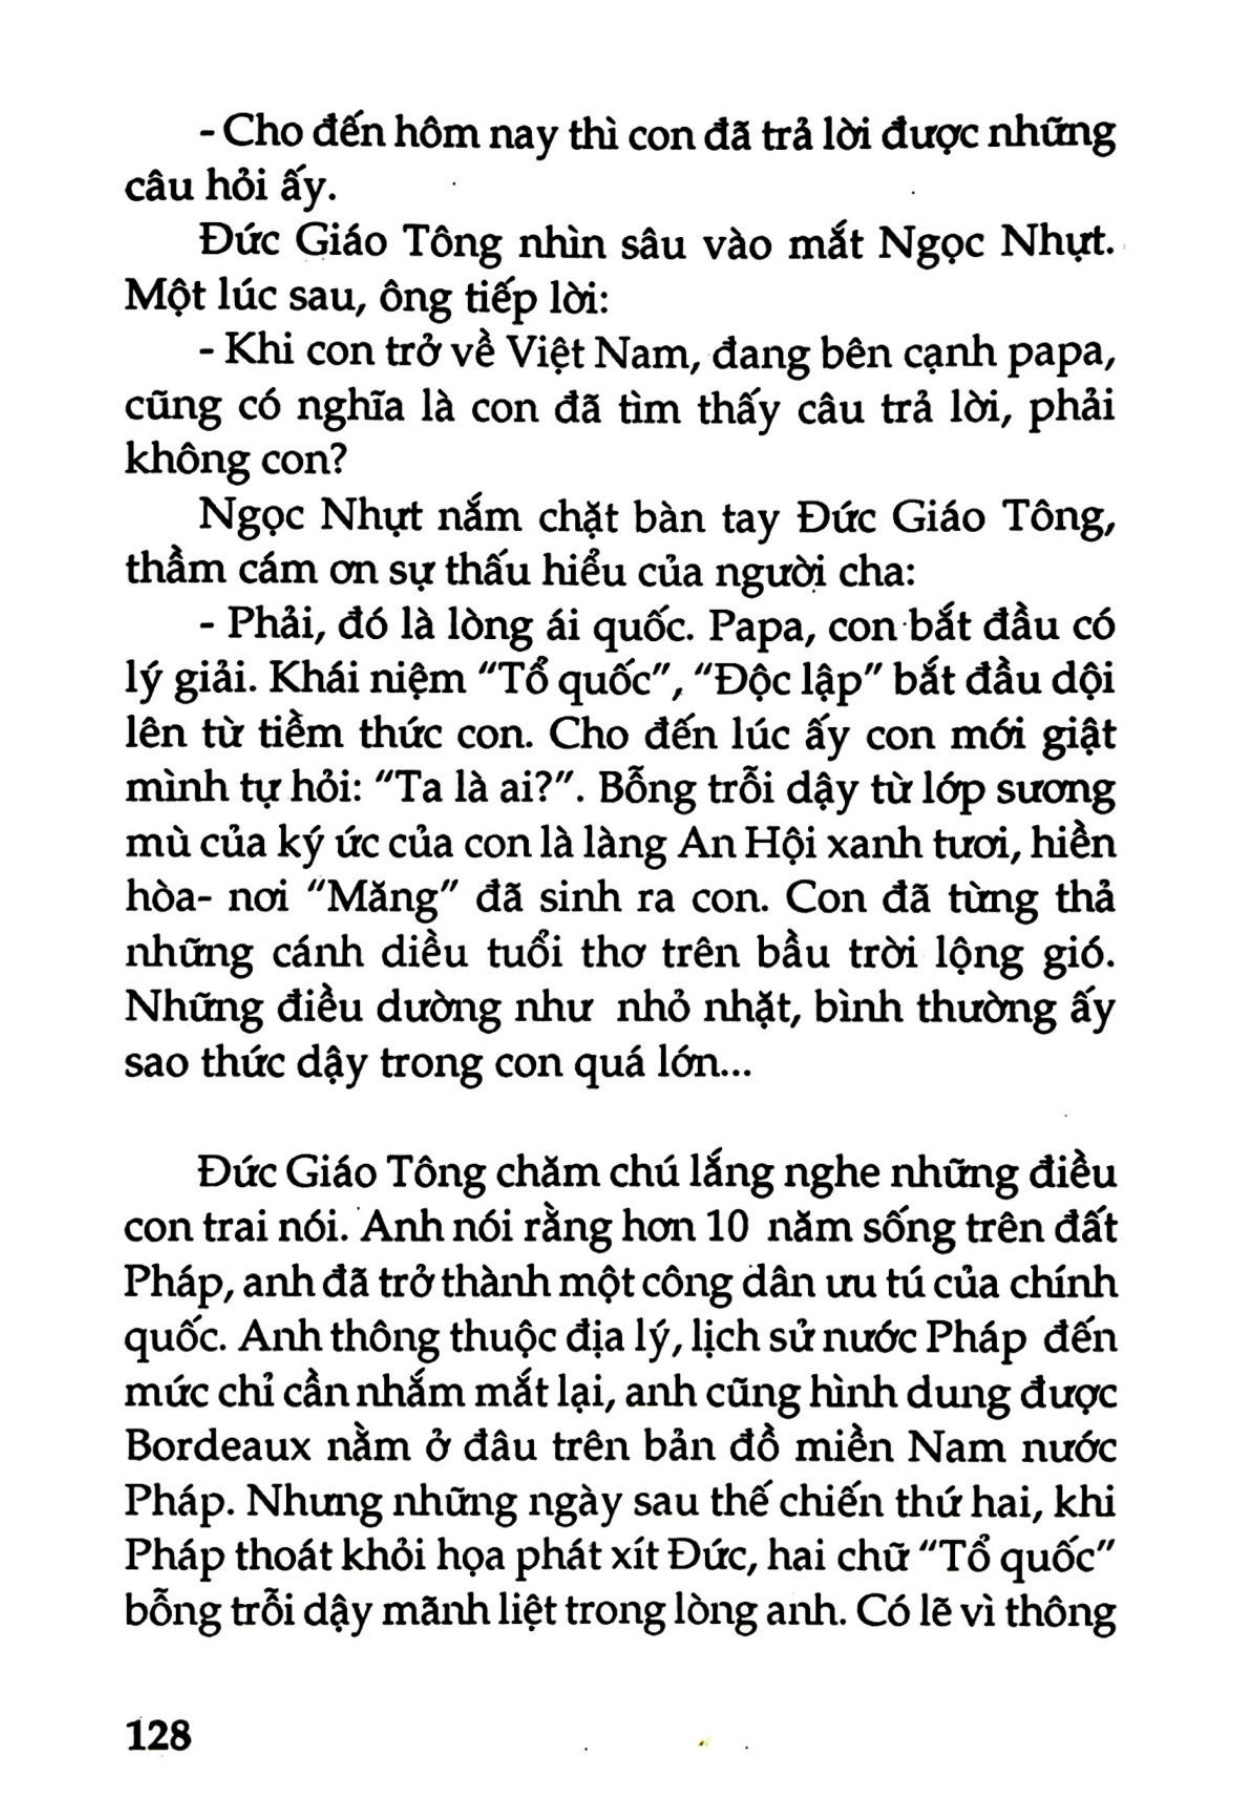 - Cho đến hôm nay thì con đã trả lời được những
câu hỏi ấy.
Đức Giáo Tông nhìn sâu vào mắt Ngọc Nhựt.
Một lúc sau, ông tiếp lời:
- Khi con trở về Việt Nam, đang bên cạnh papa,
cũng có nghĩa là con đã tìm thấy câu trả lời, phải
không con?
Ngọc Nhựt nắm chặt bàn tay Đức Giáo Tông,
thầm cám ơn sự thấu hiểu của người cha:
- Phải, đó là lòng ái quốc. Papa, con bắt đầu có
lý giải. Khái niệm "Tổ quốc", "Độc lập" bắt đầu dội
lên từ tiềm thức con. Cho đến lúc ấy con mới giật
mình tự hỏi: "Ta là ai?". Bỗng trỗi dậy từ lớp sương
mù của ký ức của con là làng An Hội xanh tươi, hiền
hòa- nơi "Măng" đã sinh ra con. Con đã từng thả
những cánh diều tuổi thơ trên bầu trời lộng gió.
Những điều dường như nhỏ nhặt, bình thường ấy
sao thức dậy trong con quá lớn...
Đức Giáo Tông chăm chú lắng nghe những điều
con trai nói. Anh nói rằng hơn 10 năm sống trên đất
Pháp, anh đã trở thành một công dân ưu tú của chính
quốc. Anh thông thuộc địa lý, lịch sử nước Pháp đến
mức chỉ cần nhắm mắt lại, anh cũng hình dung được
Bordeaux nằm ở đâu trên bản đồ miền Nam nước
Pháp. Nhưng những ngày sau thế chiến thứ hai, khi
Pháp thoát khỏi họa phát xít Đức, hai chữ "Tổ quốc"
bỗng trỗi dậy mãnh liệt trong lòng anh. Có lẽ vì thông
128